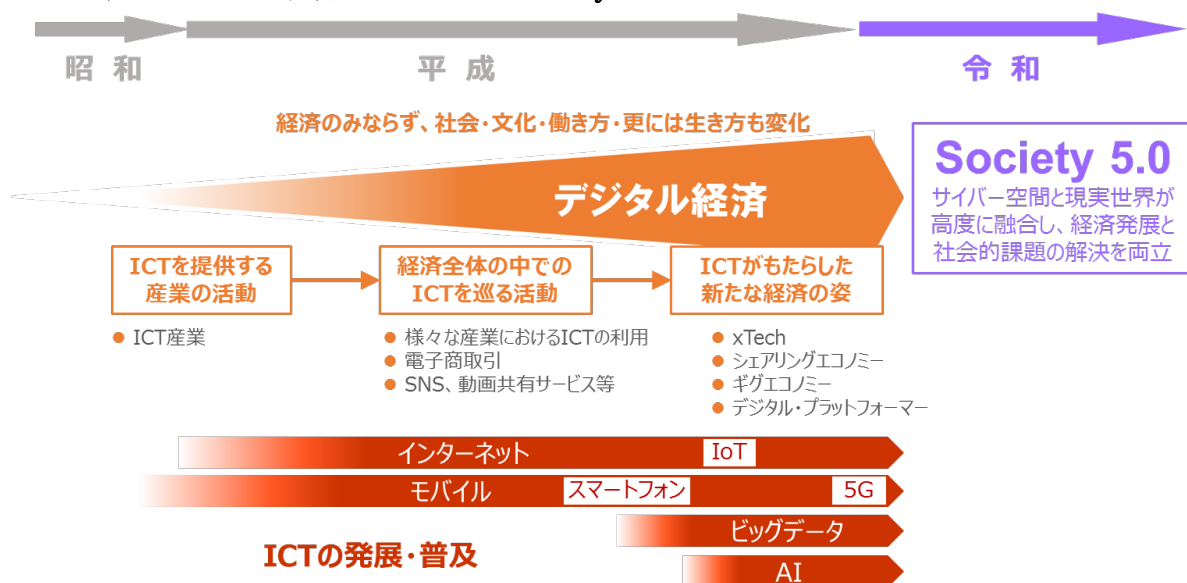 昭和
平成
令和
経済のみならず、社会・文化・働き方・更には生き方も変化
デジタル経済
Society 5.0
サイバー空間と現実世界が
高度に融合し、経済発展と
社会的課題の解決を両立
ICTを提供する
産業の活動
経済全体の中での
ICTを巡る活動
ICTがもたらした
新たな経済の姿
● ICT産業
● 様々な産業におけるICTの利用
● 電子商取引
● SNS、動画共有サービス等
● xTech
● シェアリングエコノミー
● ギグエコノミー
● デジタル・プラットフォーマー
インターネット
IoT
モバイル
スマートフォン
5G
ビッグデータ
AI
ICTの発展・普及